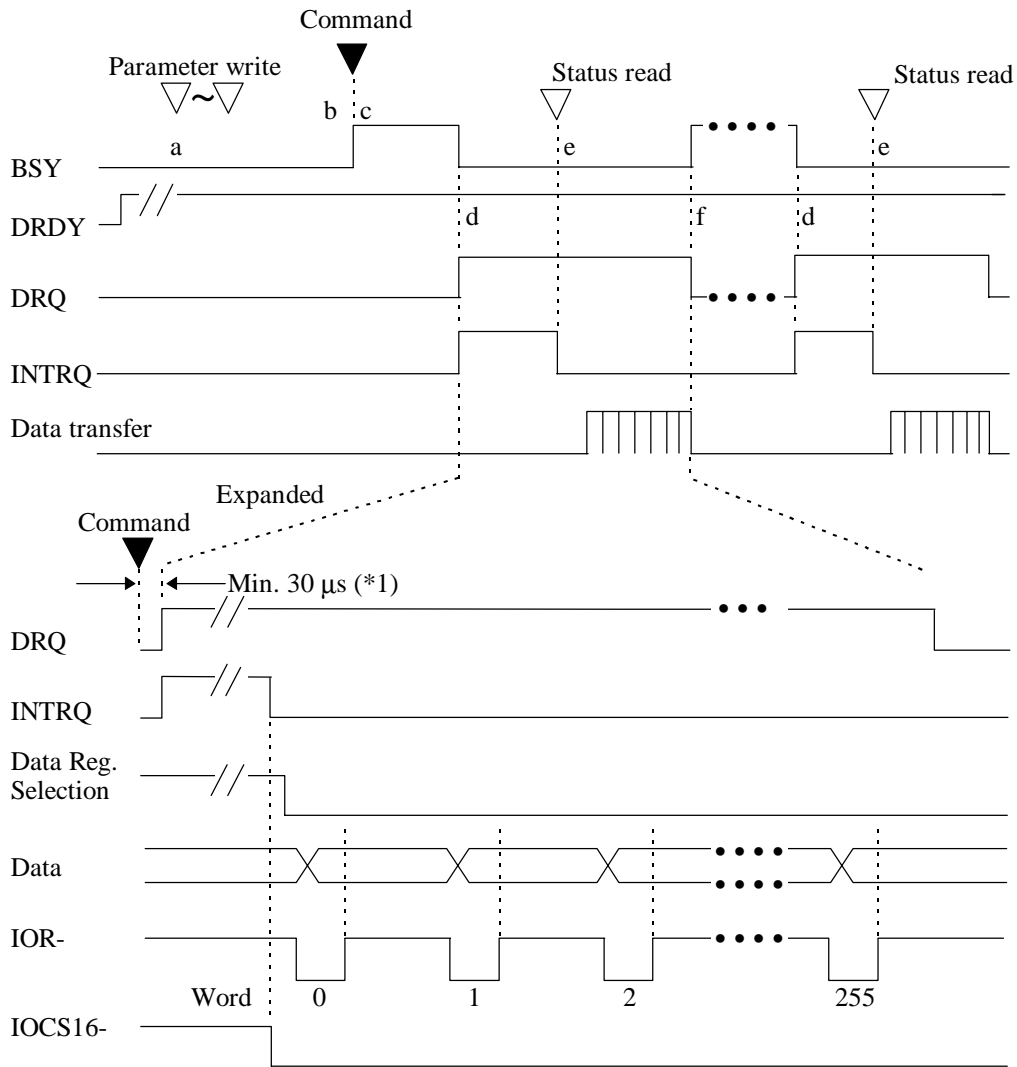 Command
Parameter write
Status read
Status read
b c
a
e
e
BSY
DRDY
d
f
d
DRQ
INTRQ
Data transfer
Expanded
Command
Min. 30 μs (*1)
DRQ
INTRQ
Data Reg.
Selection
Data
IOR-
Word 0 1 2 255
IOCS16-